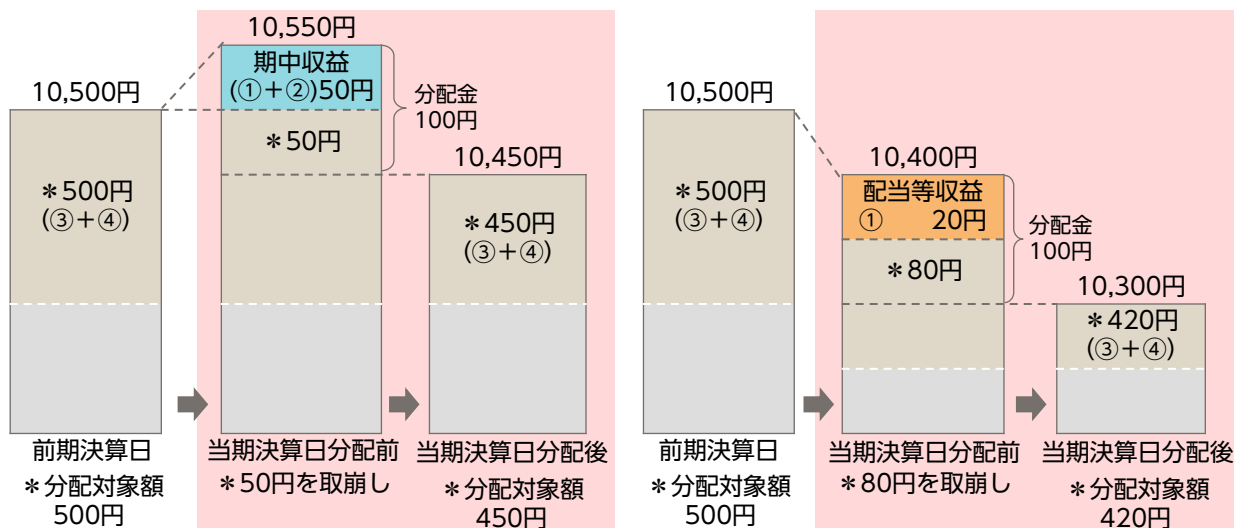 10,550円
期中収益
(①+②)50円
分配金
100円
10,500円
*50円
10,450円
*500円
(③+④)
*450円
(③+④)
前期決算日
当期決算日分配前
当期決算日分配後
*分配対象額
500円
*50円を取崩し
*分配対象額
450円
10,500円
10,400円
*500円
(③+④)
配当等収益
① 20円
分配金
100円
*80円
10,300円
*420円
(③+④)
前期決算日
当期決算日分配前
当期決算日分配後
*分配対象額
500円
*80円を取崩し
*分配対象額
420円